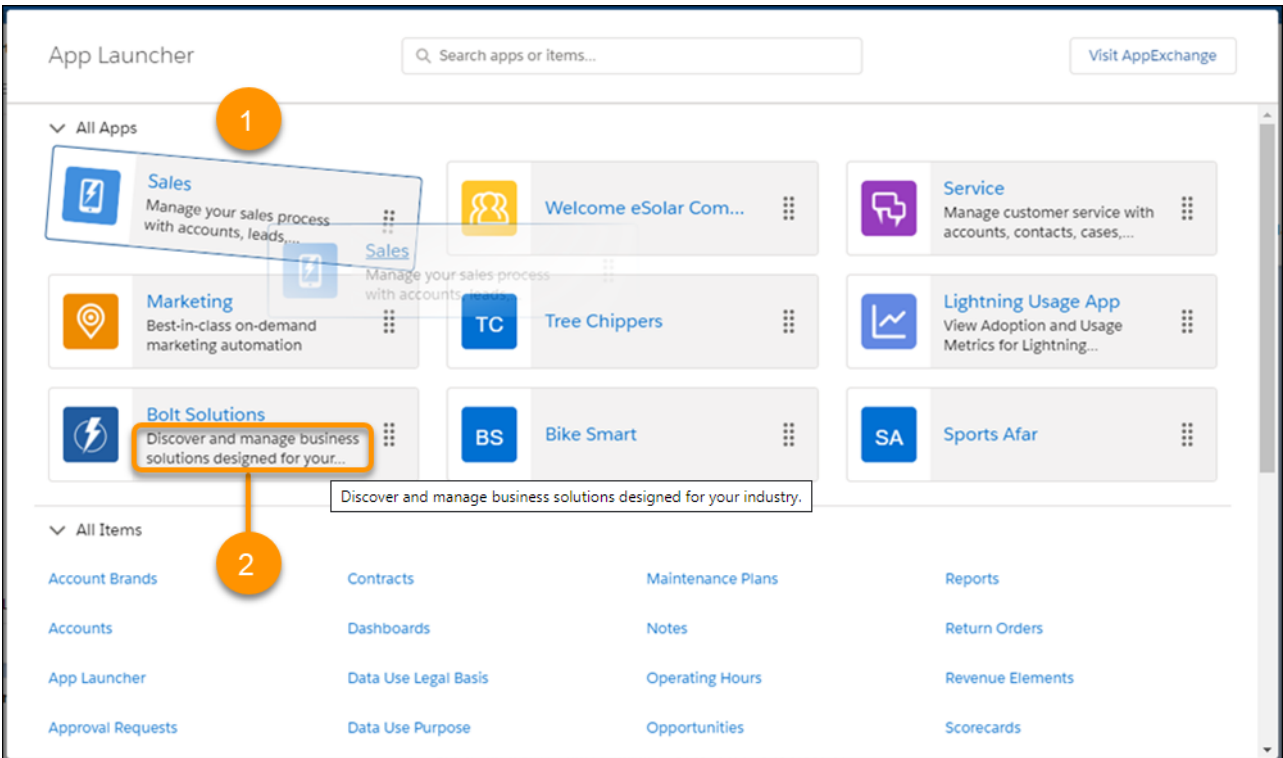 App Launcher
Search apps or items...
Visit AppExchange
All Apps
1
Sales
Manage your sales process
with accounts, leads,...
Sales
Manage your sales process
with accounts, leads,
Welcome eSolar Com...
Service
Manage customer service with
accounts, contacts, cases,...
Marketing
Best-in-class on-demand
marketing automation
TC
Tree Chippers
Lightning Usage App
View Adoption and Usage
Metrics for Lightning...
Bolt Solutions
Discover and manage business
solutions designed for your...
BS
Bike Smart
SA
Sports Afar
Discover and manage business solutions designed for your industry.
2
All Items
Account Brands
Contracts
Maintenance Plans
Reports
Accounts
Dashboards
Notes
Return Orders
App Launcher
Data Use Legal Basis
Operating Hours
Revenue Elements
Approval Requests
Data Use Purpose
Opportunities
Scorecards